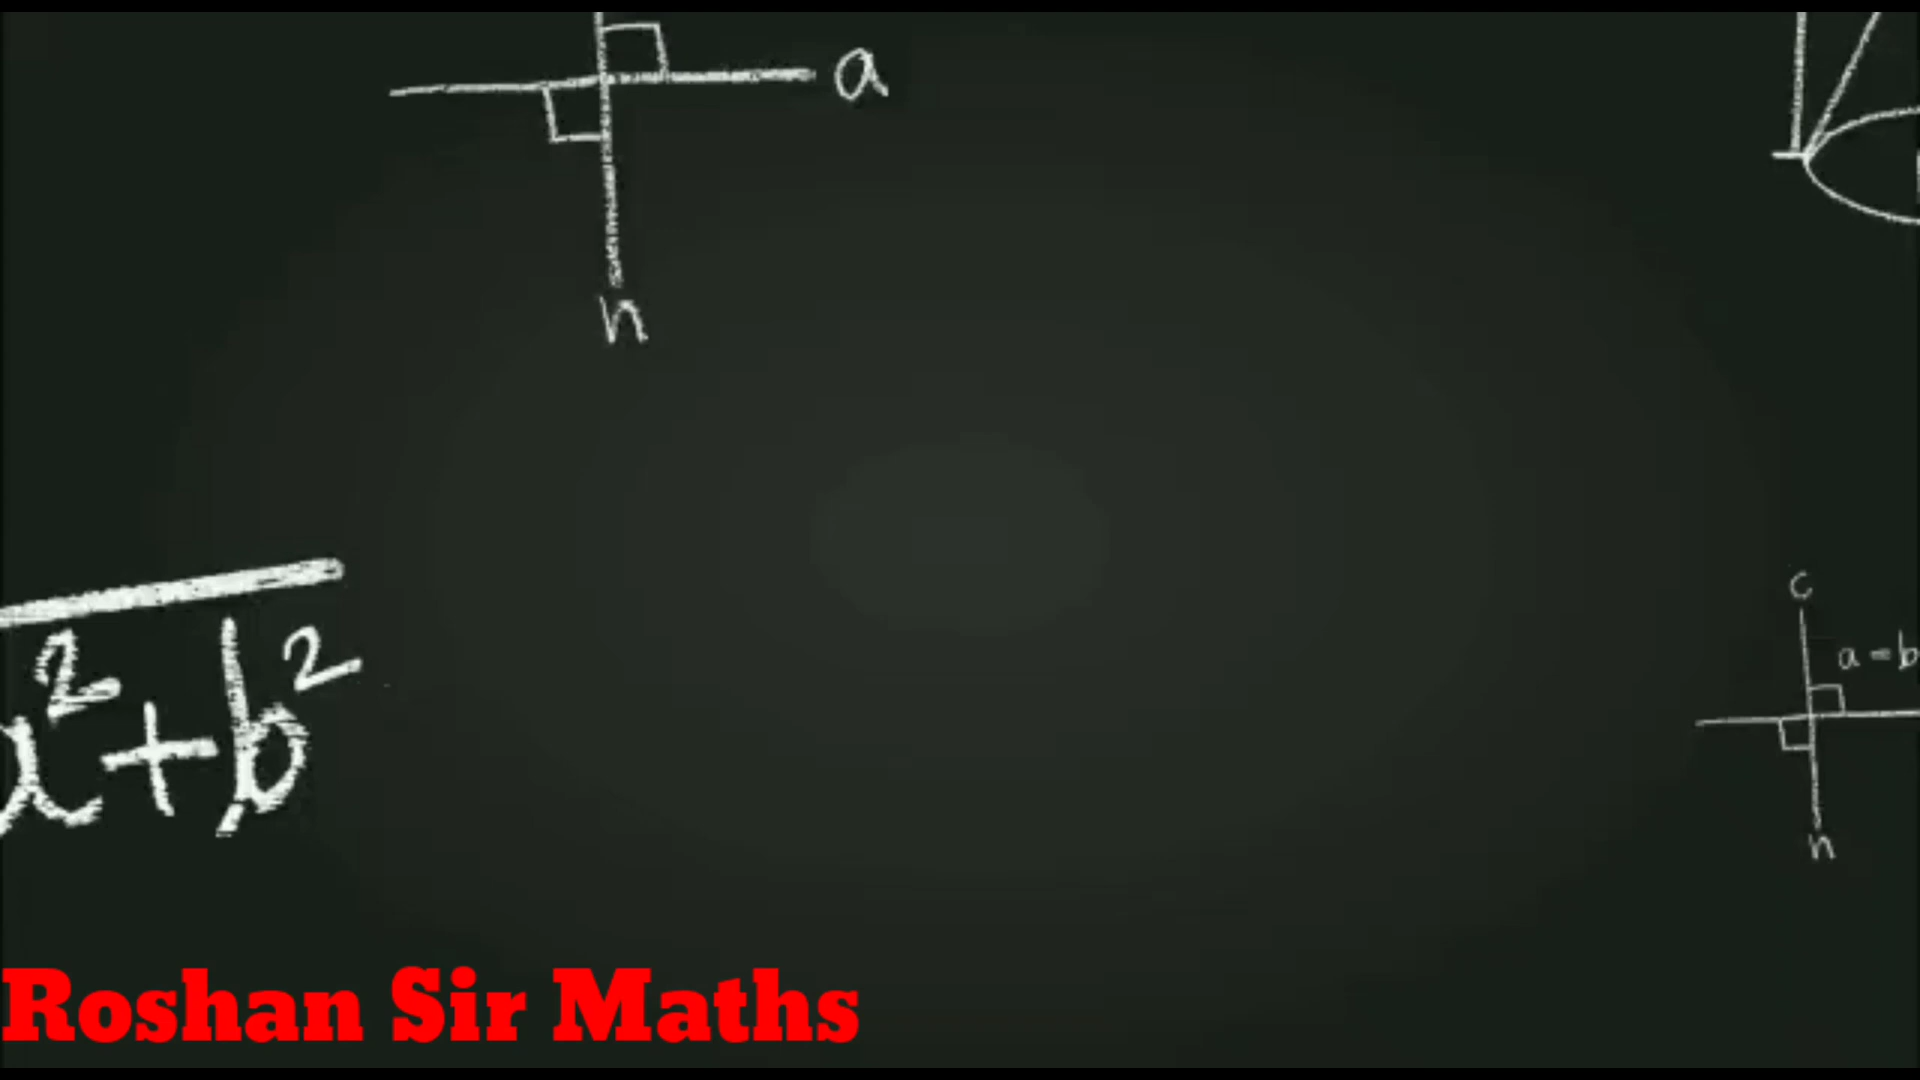 a
n
c
a = b
a²+b²
n
Roshan Sir Maths